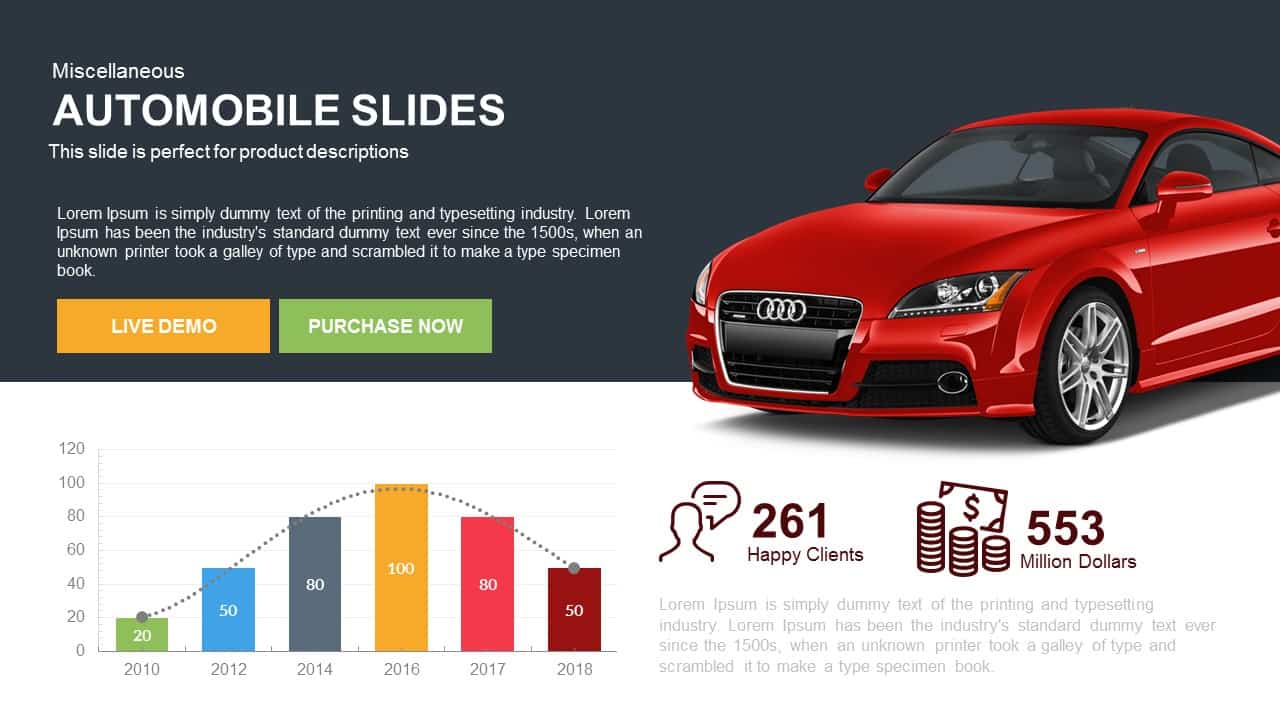 Miscellaneous
AUTOMOBILE SLIDES
This slide is perfect for product descriptions
Lorem Ipsum is simply dummy text of the printing and typesetting industry. Lorem
Ipsum has been the industry's standard dummy text ever since the 1500s, when an
unknown printer took a galley of type and scrambled it to make a type specimen
book.
LIVE DEMO
PURCHASE NOW
120
100
80
60
40
20
0
20
50
80
100
80
50
2010
2012
2014
2016
2017
2018
261
Happy Clients
$
553
Million Dollars
Lorem Ipsum is simply dummy text of the printing and typesetting
industry. Lorem Ipsum has been the industry's standard dummy text ever
since the 1500s, when an unknown printer took a galley of type and
scrambled it to make a type specimen book.